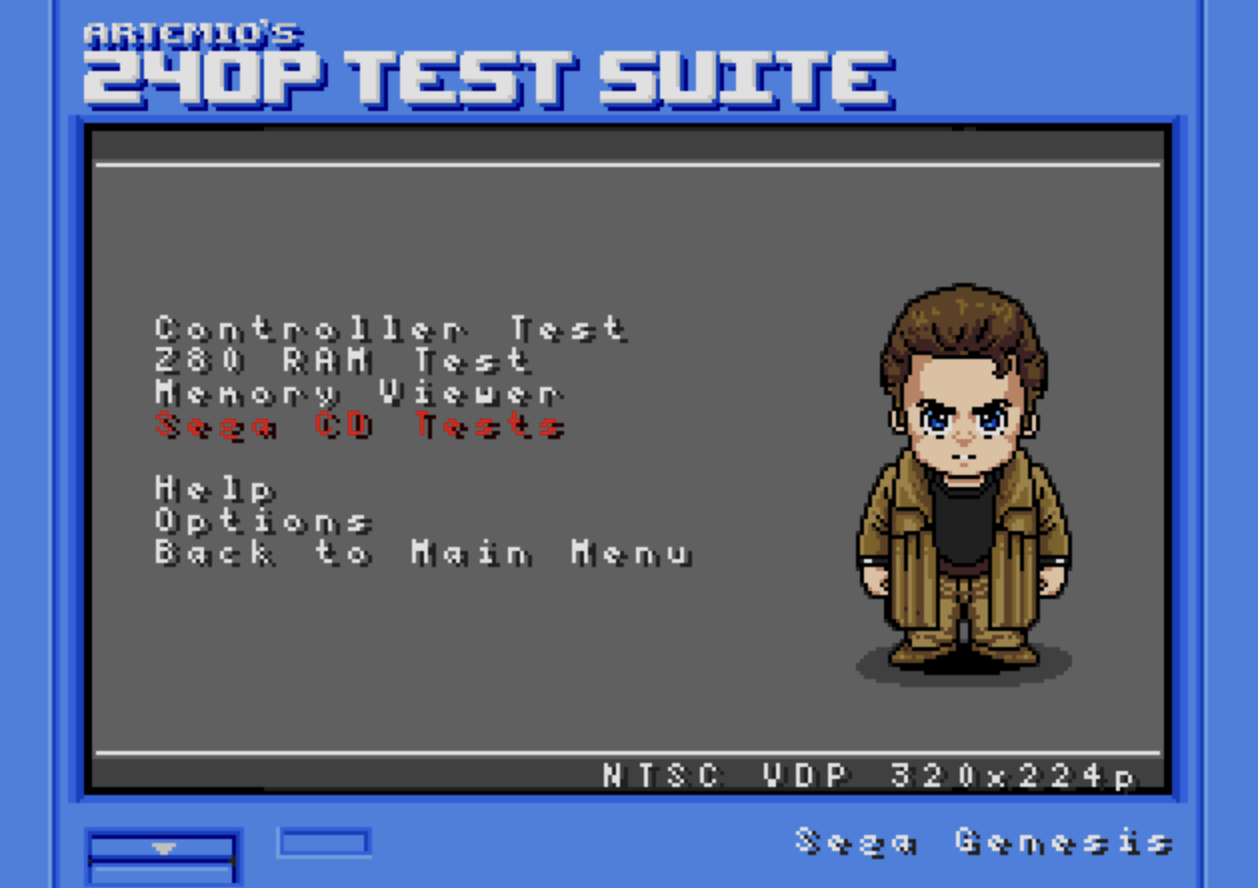 ARTEMIO'S
240P TEST SUITE
Controller Test
Z80 RAM Test
Memory Viewer
Sega CD Tests
Help
Options
Back to Main Menu
NTSC VDP 320x224p
Sega Genesis